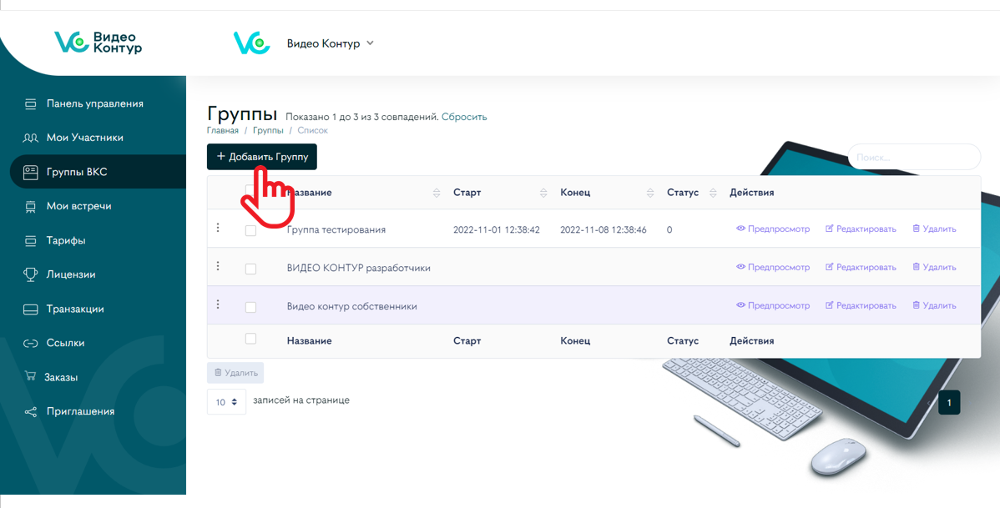 Видео
Контур
Видео Контур
Панель управления
Мои Участники
Группы ВКС
Мои встречи
Тарифы
Лицензии
Транзакции
Ссылки
Заказы
Приглашения
Группы Показано 1 до 3 из 3 совпадений. Сбросить
Главная / Группы / Список
+ Добавить Группу
Поиск...
Название Старт Конец Статус Действия
Группа тестирования 2022-11-01 12:38:42 2022-11-08 12:38:46 0 Предпросмотр Редактировать Удалить
ВИДЕО КОНТУР разработчики Предпросмотр Редактировать Удалить
Видео контур собственники Предпросмотр Редактировать Удалить
Название Старт Конец Статус Действия
Удалить
10 записей на странице
1